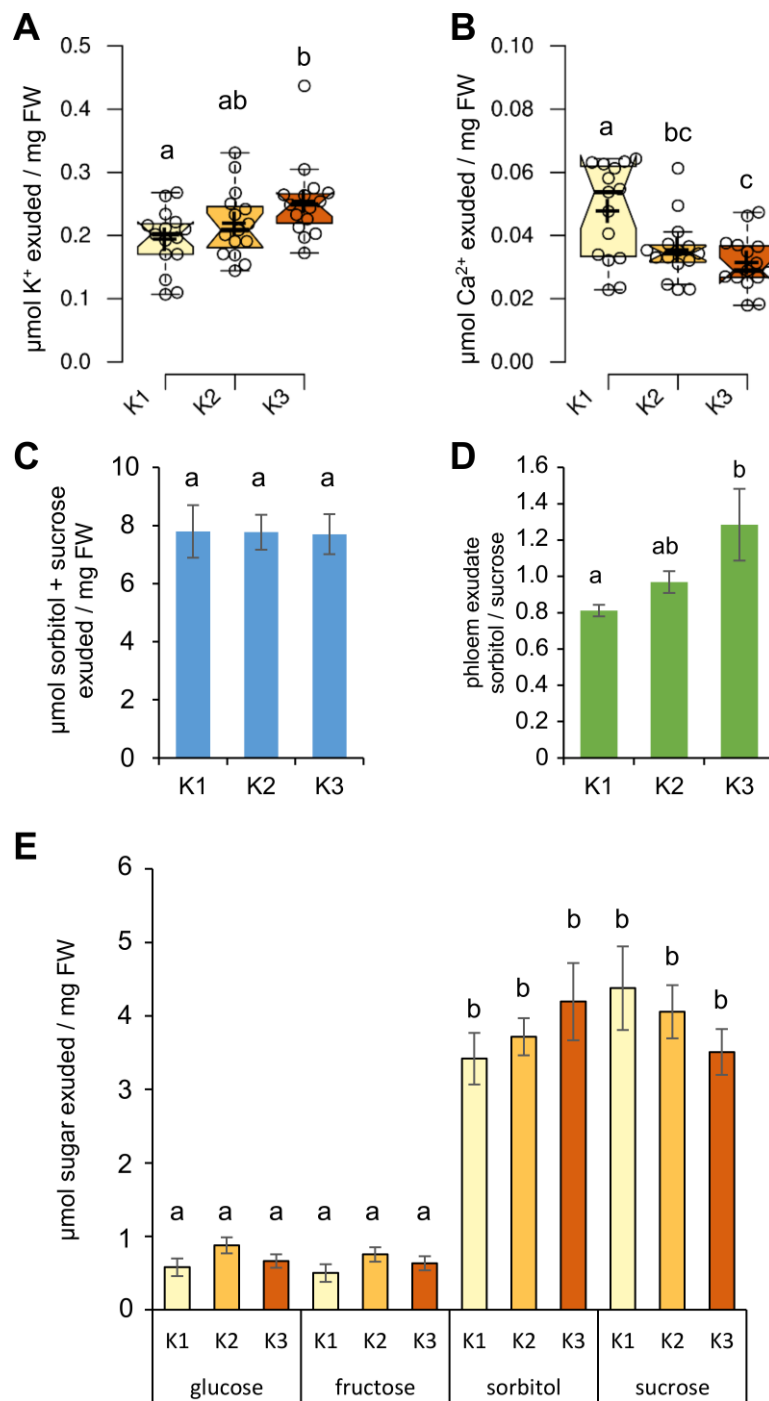 A
μmol K⁺ exuded / mg FW
0.5
0.4
0.3
0.2
0.1
0.0
a
ab
b
K1
K2
K3
B
μmol Ca²⁺ exuded / mg FW
0.10
0.08
0.06
0.04
0.02
0.00
a
bc
c
K1
K2
K3
C
μmol sorbitol + sucrose
exuded / mg FW
10
8
6
4
2
0
a
a
a
K1
K2
K3
D
phloem exudate
sorbitol / sucrose
1.6
1.4
1.2
1.0
0.8
0.6
0.4
0.2
0
a
ab
b
K1
K2
K3
E
μmol sugar exuded / mg FW
6
5
4
3
2
1
0
a a a a a a b b b b b b
K1 K2 K3 K1 K2 K3 K1 K2 K3 K1 K2 K3
glucose fructose sorbitol sucrose